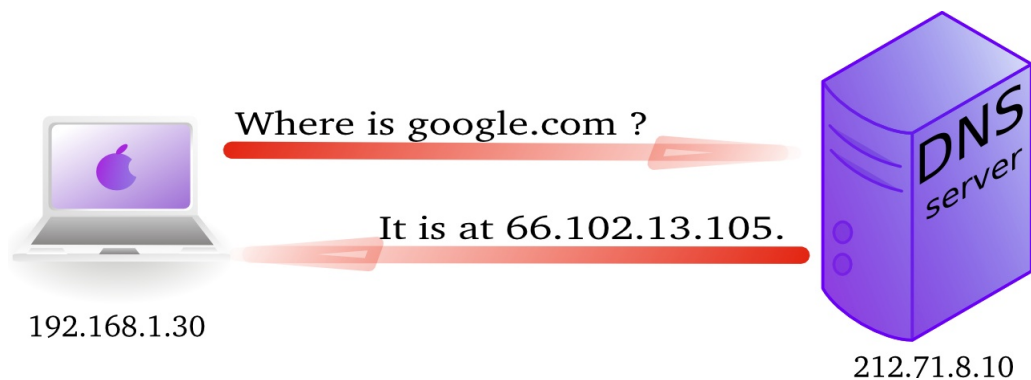 Where is google.com ?
It is at 66.102.13.105.
DNS
server
192.168.1.30
212.71.8.10